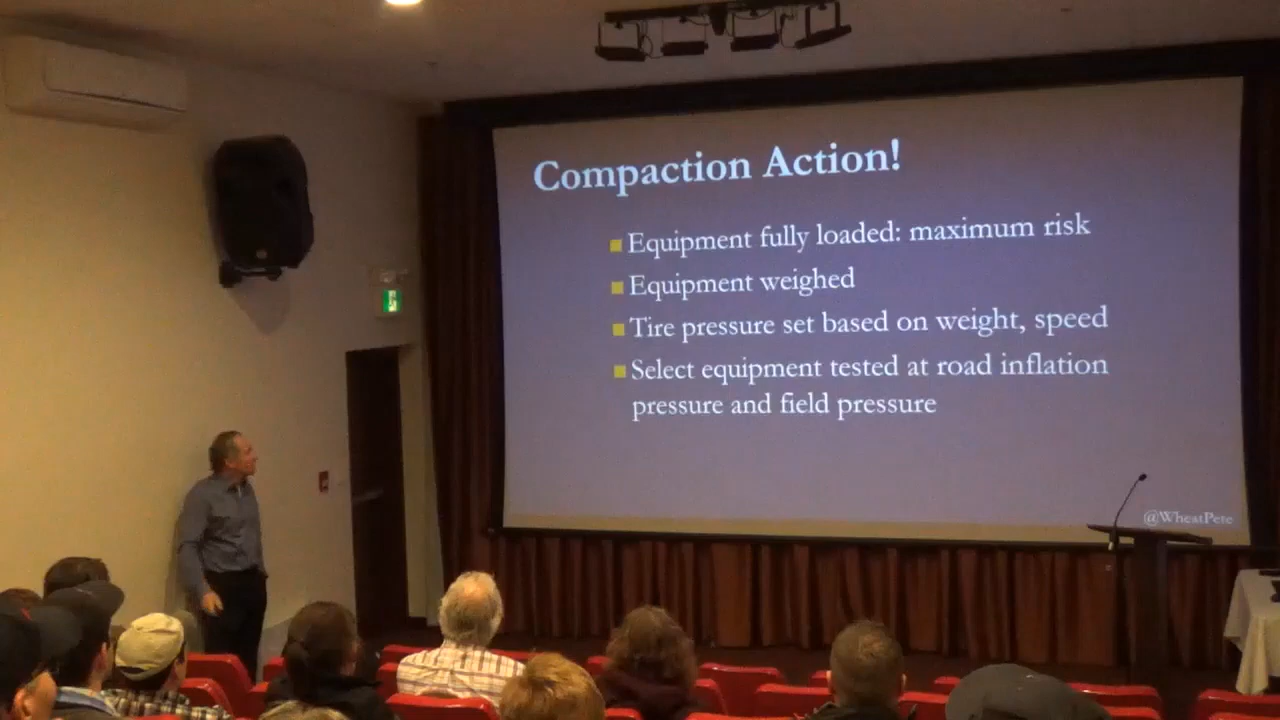 Compaction Action!
Equipment fully loaded: maximum risk
Equipment weighed
Tire pressure set based on weight, speed
Select equipment tested at road inflation
pressure and field pressure
@WheatPete